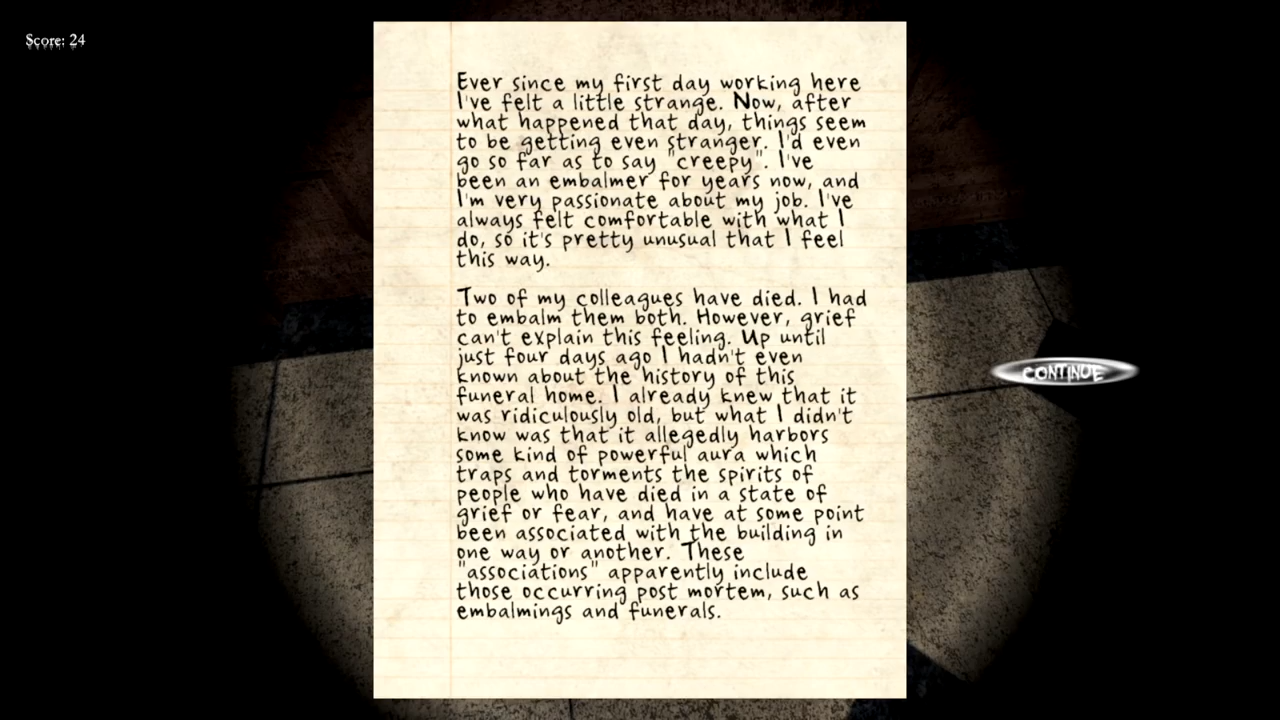 Score: 24
Ever since my first day working here
I've felt a little strange. Now, after
what happened that day, things seem
to be getting even stranger. I'd even
go so far as to say "creepy". I've
been an embalmer for years now, and
I'm very passionate about my job. I've
always felt comfortable with what I
do, so it's pretty unusual that I feel
this way.
Two of my colleagues have died. I had
to embalm them both. However, grief
can't explain this feeling. Up until
just four days ago I hadn't even
known about the history of this
funeral home. I already knew that it
was ridiculously old, but what I didn't
know was that it allegedly harbors
some kind of powerful aura which
traps and torments the spirits of
people who have died in a state of
grief or fear, and have at some point
been associated with the building in
one way or another. These
"associations" apparently include
those occurring post mortem, such as
embalmings and funerals.
CONTINUE